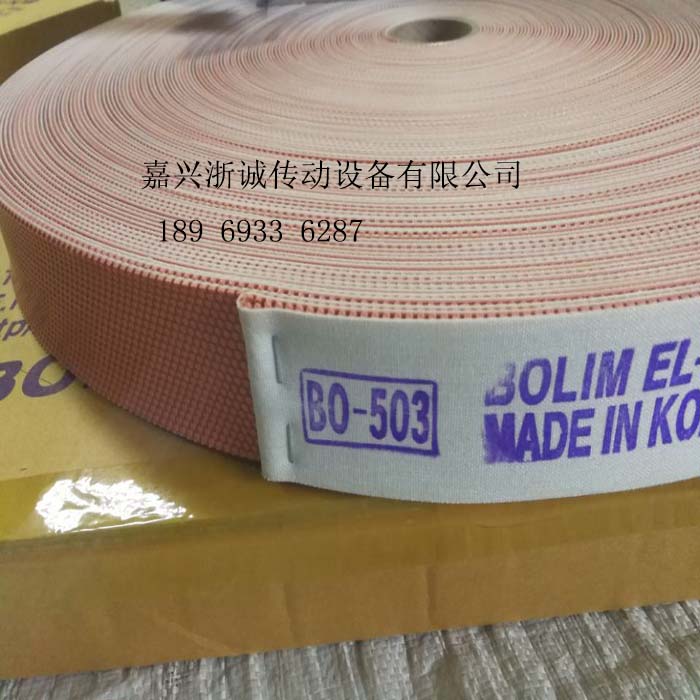 嘉兴浙诚传动设备有限公司
189 6933 6287
BO-503
BOLIM EL-
MADE IN KO
BO